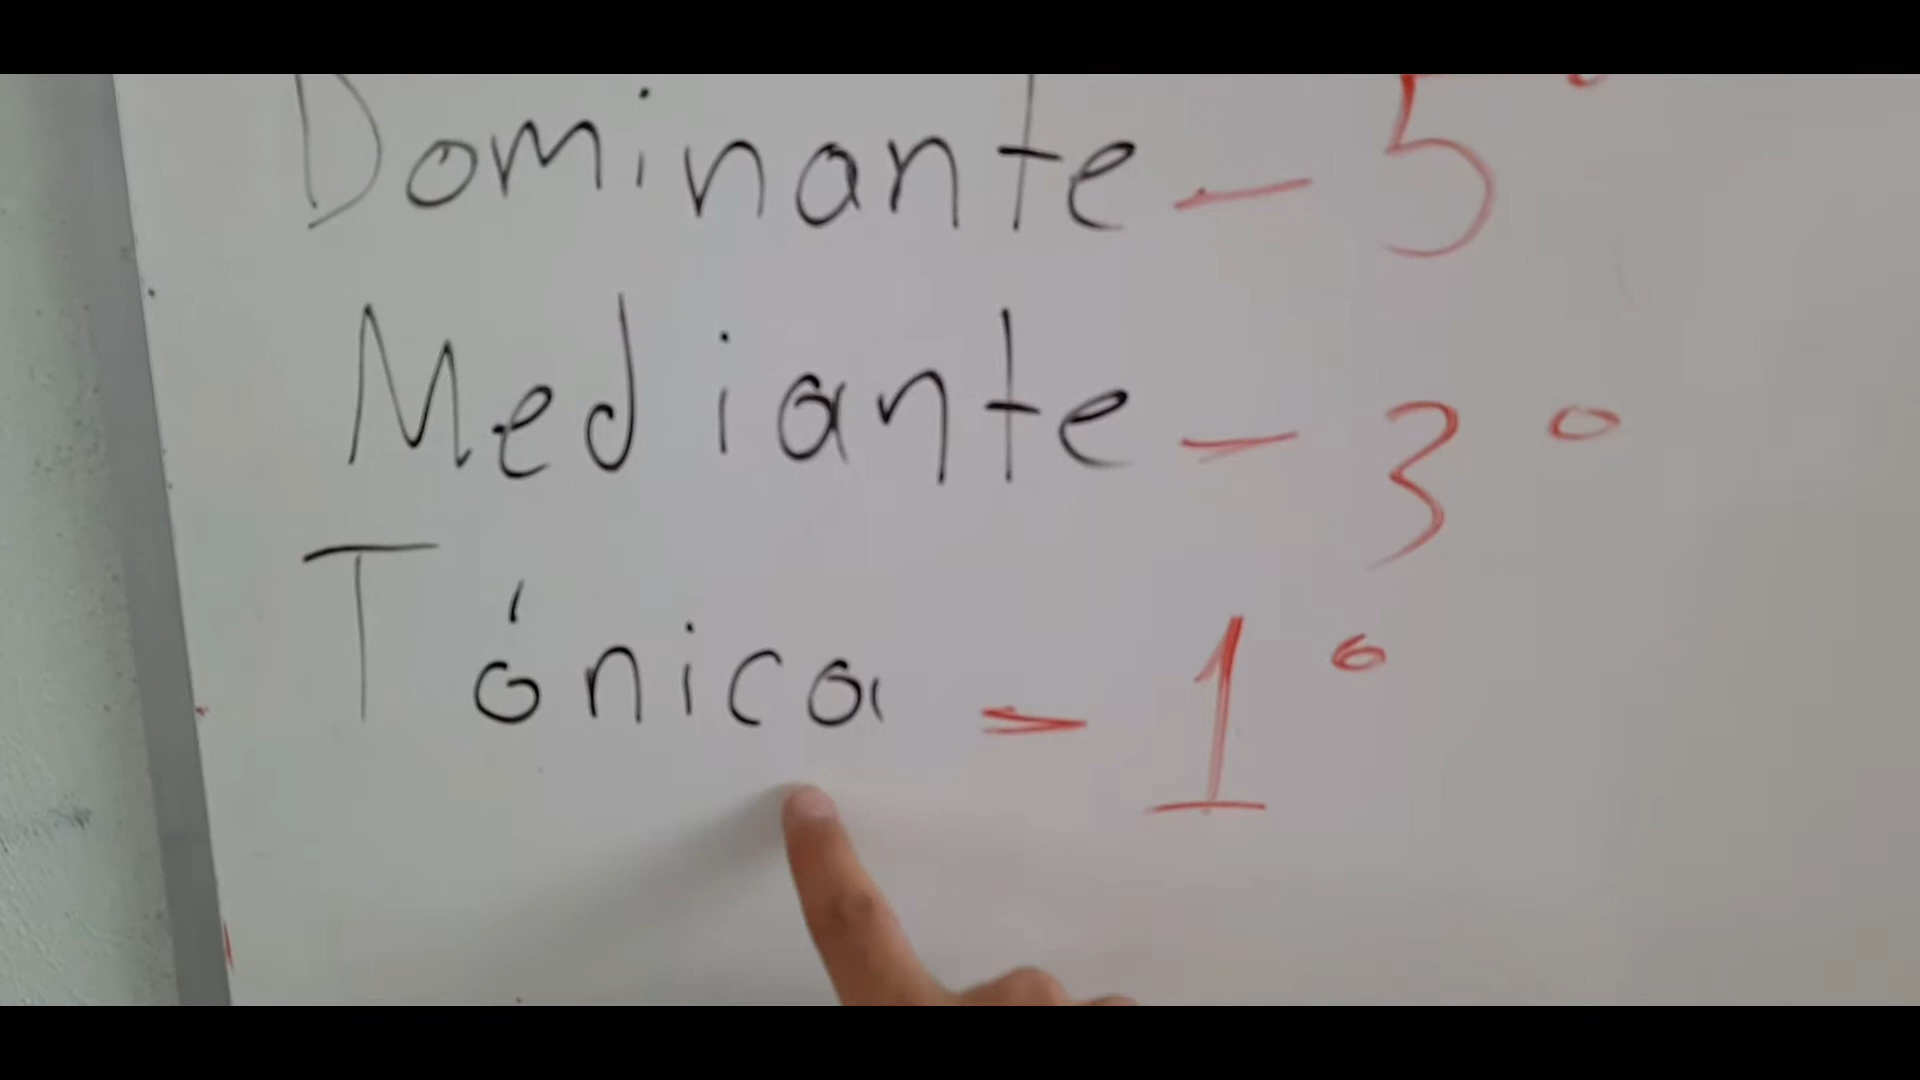 Dominante - 5°
Mediante - 3°
Tónica - 1°